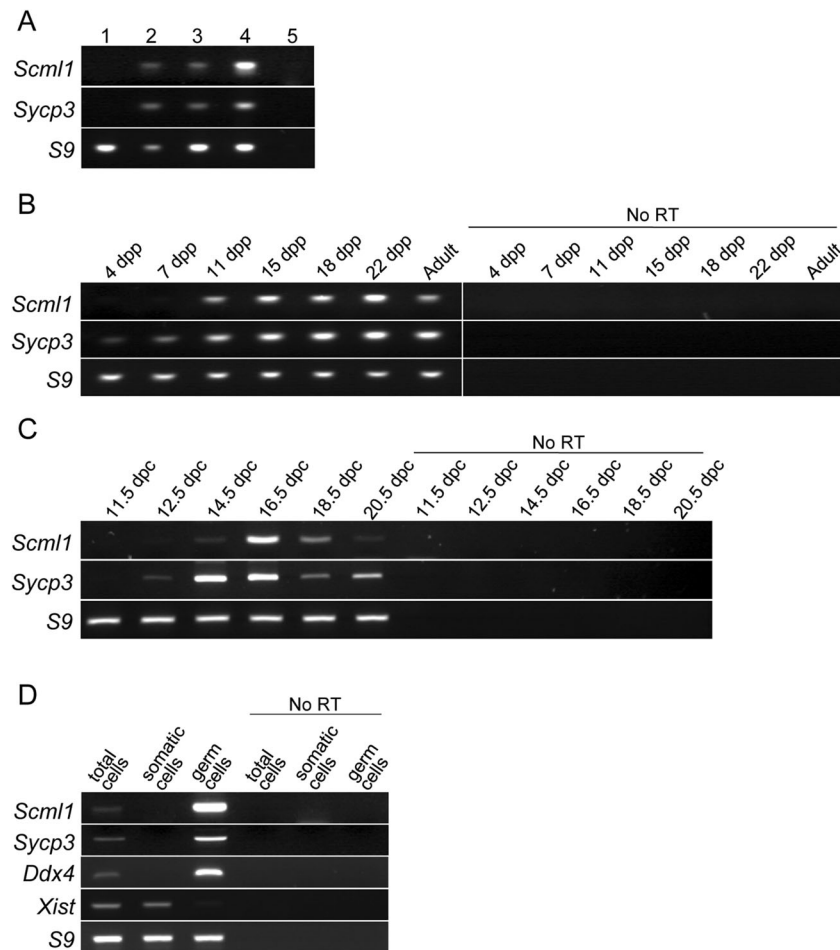 A
1 2 3 4 5
Scml1
Sycp3
S9
B
No RT
4 dpp 7 dpp 11 dpp 15 dpp 18 dpp 22 dpp Adult 4 dpp 7 dpp 11 dpp 15 dpp 18 dpp 22 dpp Adult
Scml1
Sycp3
S9
C
No RT
11.5 dpc 12.5 dpc 14.5 dpc 16.5 dpc 18.5 dpc 20.5 dpc 11.5 dpc 12.5 dpc 14.5 dpc 16.5 dpc 18.5 dpc 20.5 dpc
Scml1
Sycp3
S9
D
No RT
total cells somatic cells germ cells total cells somatic cells germ cells
Scml1
Sycp3
Ddx4
Xist
S9